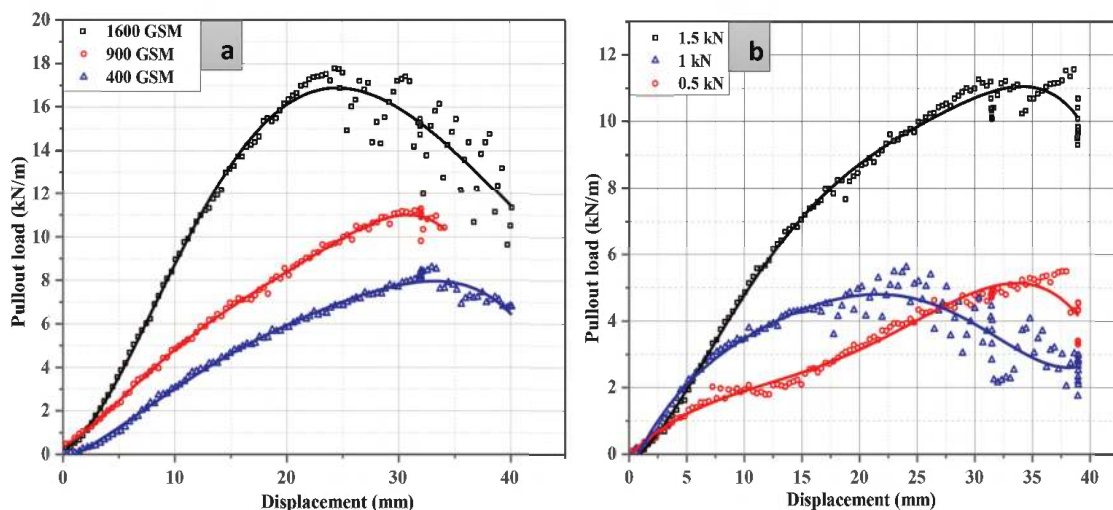 a
1600 GSM
900 GSM
400 GSM
20
18
16
14
12
10
8
6
4
2
0
Pullout load (kN/m)
0 10 20 30 40
Displacement (mm)
b
1.5 kN
1 kN
0.5 kN
12
10
8
6
4
2
0
Pullout load (kN/m)
0 5 10 15 20 25 30 35 40
Displacement (mm)